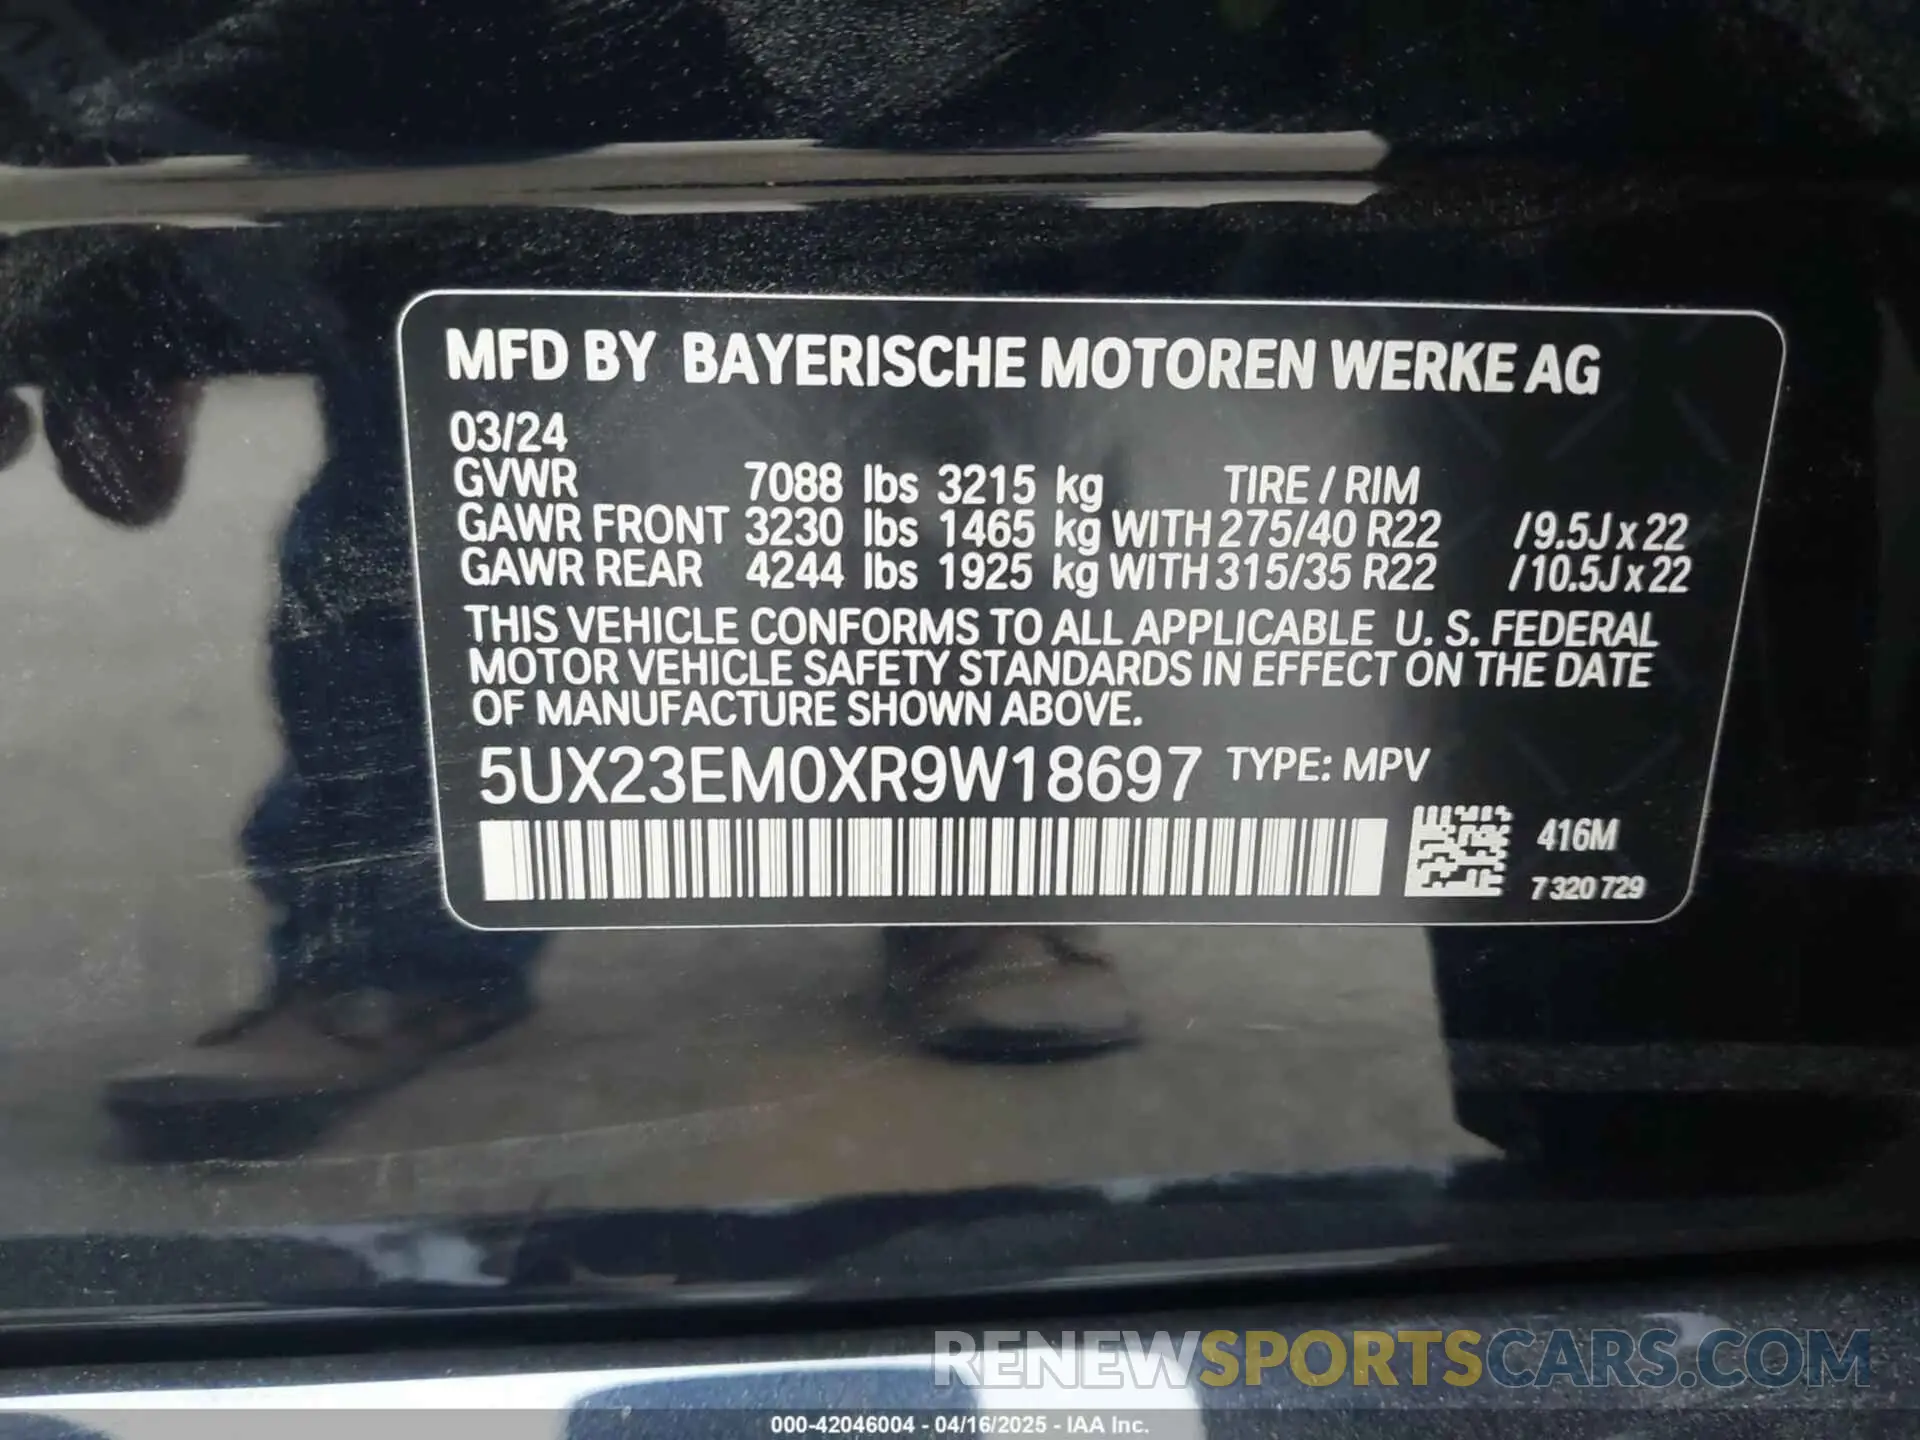 MFD BY BAYERISCHE MOTOREN WERKE AG
03/24
GVWR 7088 lbs 3215 kg TIRE / RIM
GAWR FRONT 3230 lbs 1465 kg WITH 275/40 R22 /9.5J x 22
GAWR REAR 4244 lbs 1925 kg WITH 315/35 R22 /10.5J x 22
THIS VEHICLE CONFORMS TO ALL APPLICABLE U. S. FEDERAL
MOTOR VEHICLE SAFETY STANDARDS IN EFFECT ON THE DATE
OF MANUFACTURE SHOWN ABOVE.
5UX23EM0XR9W18697 TYPE: MPV
416M
7 320 729
RENEWSPORTSCARS.COM
000-42046004 - 04/16/2025 - IAA Inc.